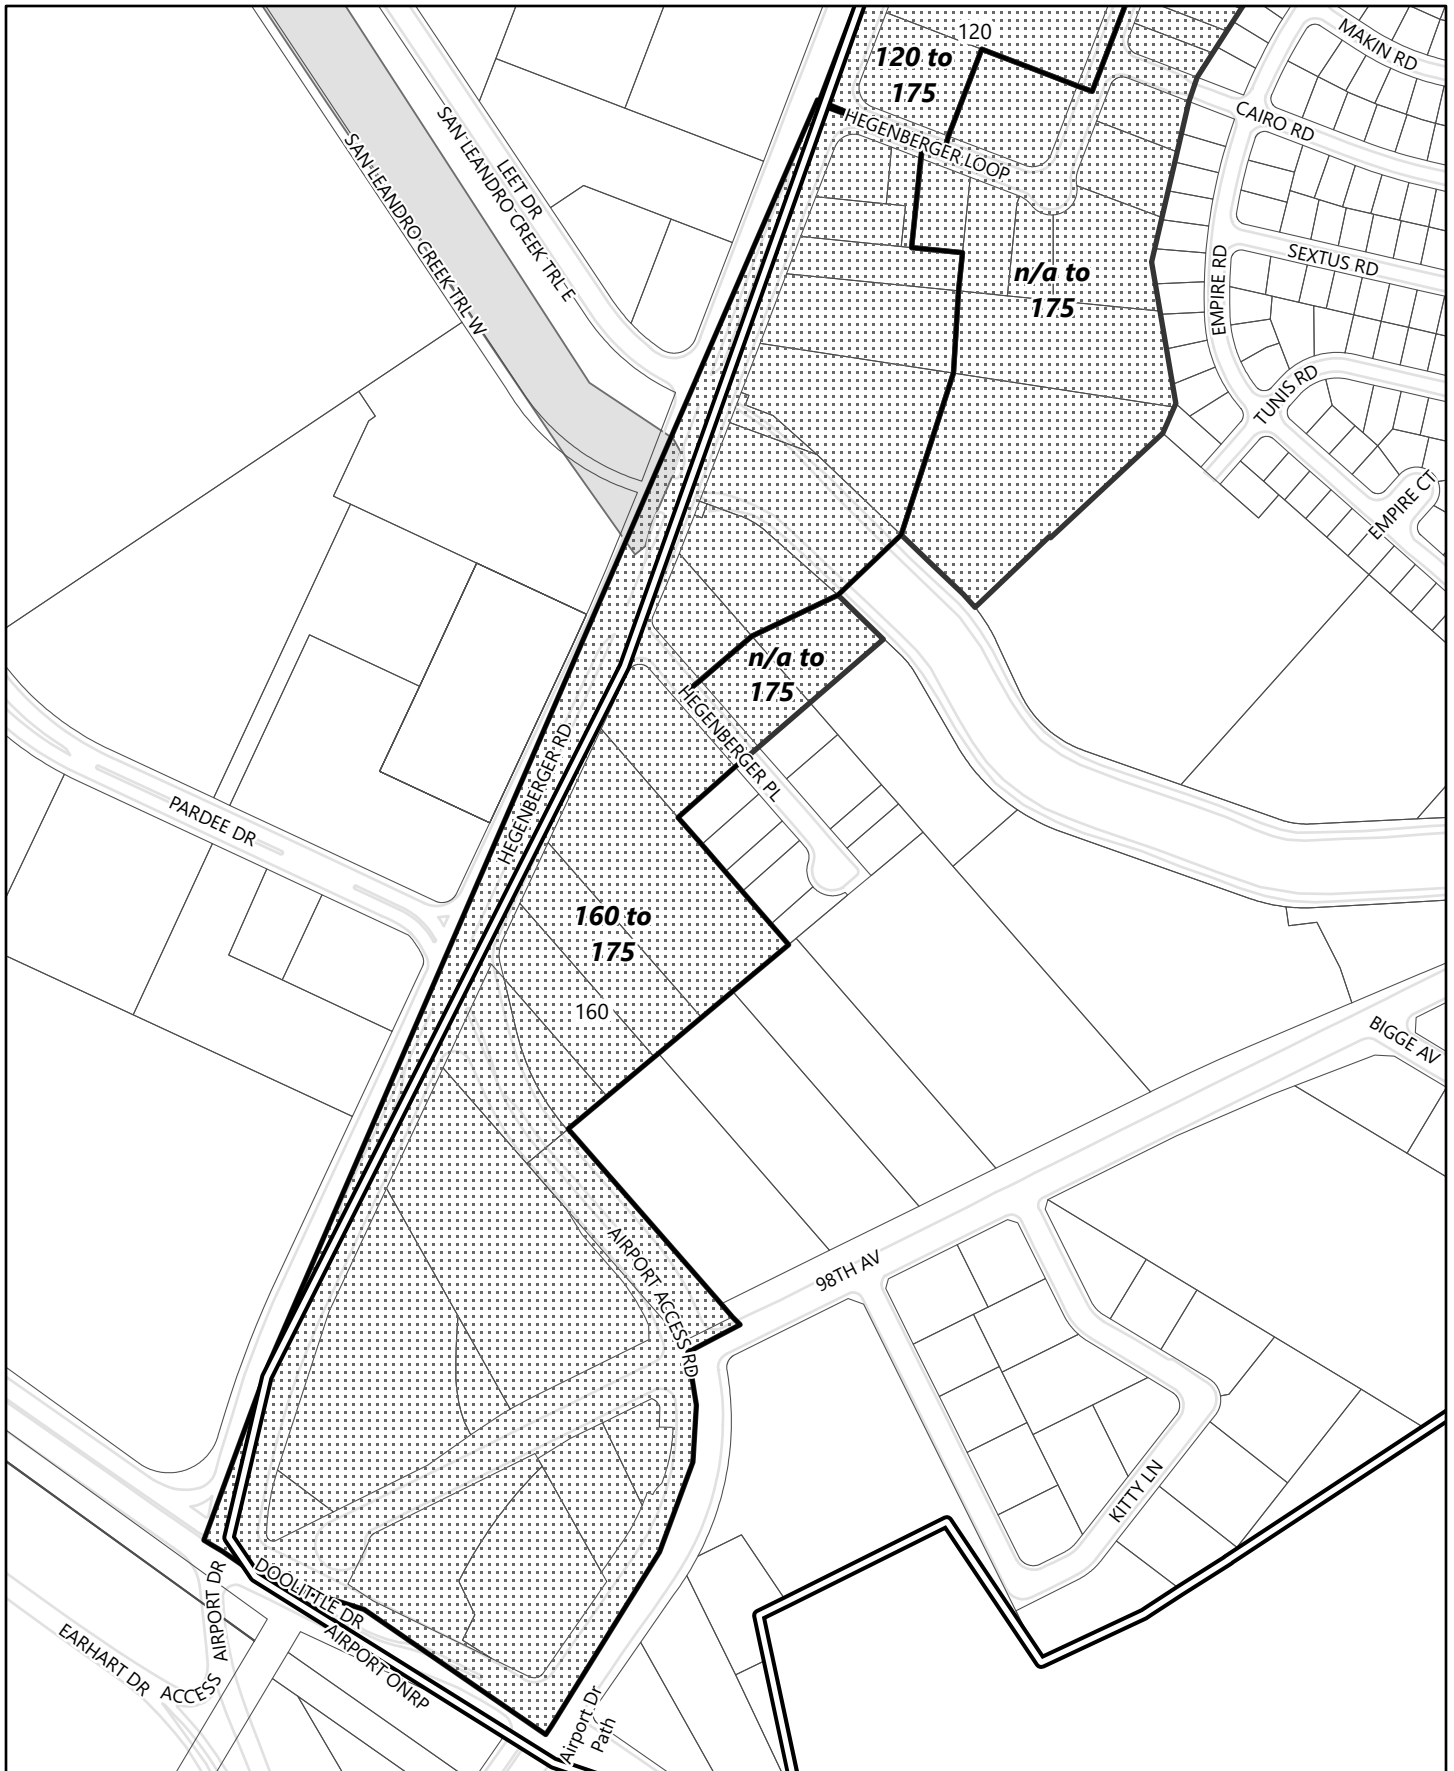 120
120 to
175
MAKIN RD
CAIRO RD
HEGENBERGER LOOP
SAN LEANDRO CREEK TRL W
SAN LEANDRO CREEK TRL E
LEET DR
EMPIRE RD
SEXTUS RD
n/a to
175
TUNIS RD
EMPIRE CT
n/a to
175
HEGENBERGER PL
HEGENBERGER RD
PARDEE DR
160 to
175
160
BIGGE AV
AIRPORT ACCESS RD
98TH AV
KITTY LN
DOOLITTLE DR
AIRPORT DR
AIRPORT ONRP
EARHART DR
ACCESS
Airport Dr
Path